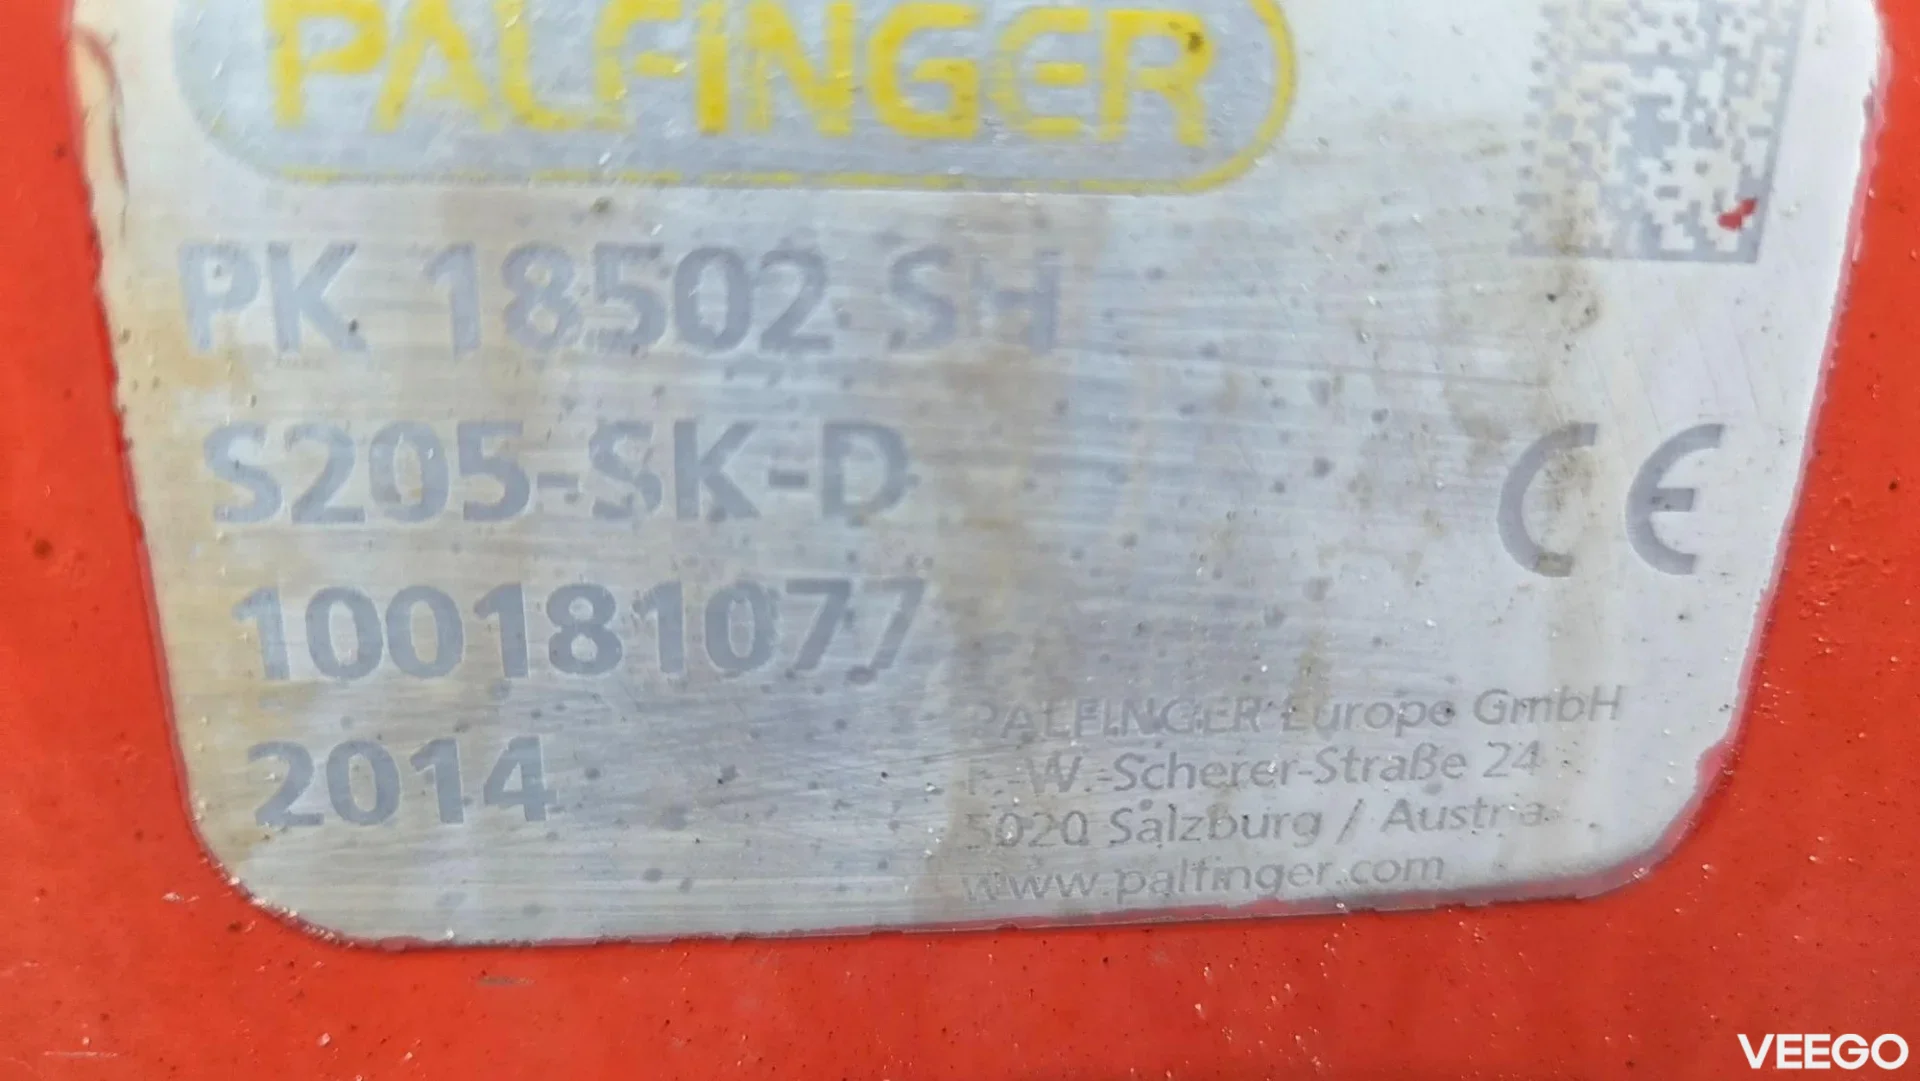 PALFINGER
PK 18502 SH
S205-SK-D
100181077
2014
CE
PALFINGER Europe GmbH
F.-W.-Scherer-Straße 24
5020 Salzburg / Austria
www.palfinger.com
VEEGO